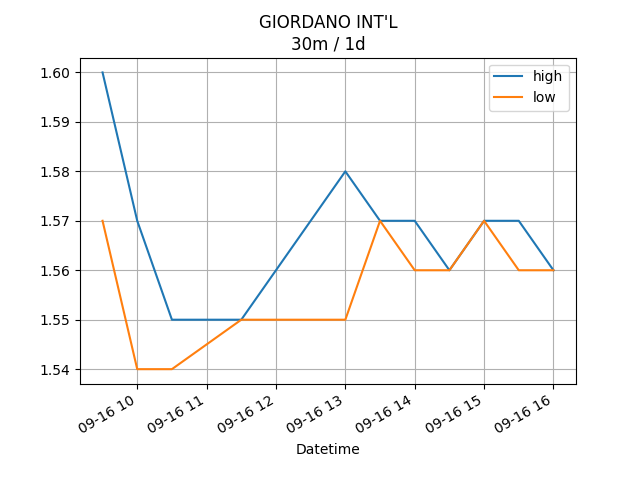 GIORDANO INT'L
30m / 1d
high
low
1.60
1.59
1.58
1.57
1.56
1.55
1.54
09-16 10
09-16 11
09-16 12
09-16 13
09-16 14
09-16 15
09-16 16
Datetime